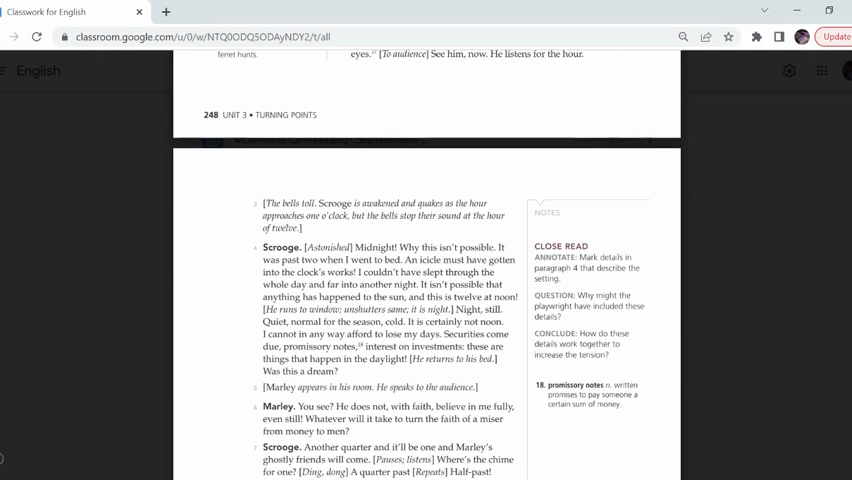 Classwork for English
classroom.google.com/u/0/w/NTQ0ODQ5ODAyNDY2/t/all
Update
English
ferret hunts.
eyes.17 [To audience] See him, now. He listens for the hour.
248 UNIT 3 • TURNING POINTS
3 [The bells toll. Scrooge is awakened and quakes as the hour
approaches one o'clock, but the bells stop their sound at the hour
of twelve.]
4 Scrooge. [Astonished] Midnight! Why this isn't possible. It
was past two when I went to bed. An icicle must have gotten
into the clock's works! I couldn't have slept through the
whole day and far into another night. It isn't possible that
anything has happened to the sun, and this is twelve at noon!
[He runs to window; unshutters same; it is night.] Night, still.
Quiet, normal for the season, cold. It is certainly not noon.
I cannot in any way afford to lose my days. Securities come
due, promissory notes,18 interest on investments: these are
things that happen in the daylight! [He returns to his bed.]
Was this a dream?
5 [Marley appears in his room. He speaks to the audience.]
6 Marley. You see? He does not, with faith, believe in me fully,
even still! Whatever will it take to turn the faith of a miser
from money to men?
7 Scrooge. Another quarter and it'll be one and Marley's
ghostly friends will come. [Pauses; listens] Where's the chime
for one? [Ding, dong] A quarter past [Repeats] Half-past!
NOTES
CLOSE READ
ANNOTATE: Mark details in
paragraph 4 that describe the
setting.
QUESTION: Why might the
playwright have included these
details?
CONCLUDE: How do these
details work together to
increase the tension?
18. promissory notes n. written
promises to pay someone a
certain sum of money.